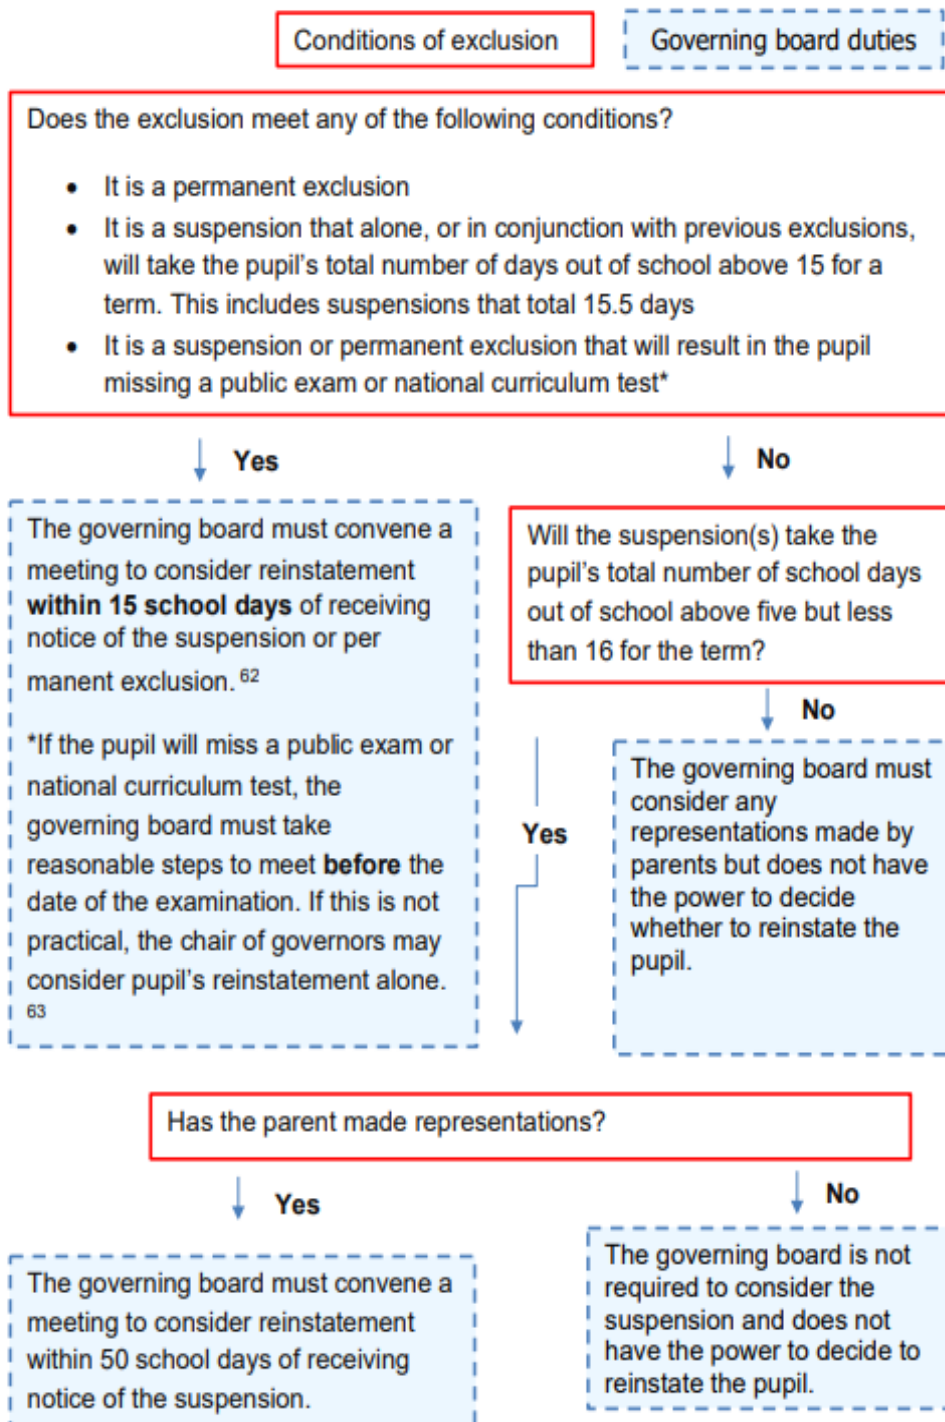 Conditions of exclusion
Governing board duties
Does the exclusion meet any of the following conditions?
• It is a permanent exclusion
• It is a suspension that alone, or in conjunction with previous exclusions,
will take the pupil's total number of days out of school above 15 for a
term. This includes suspensions that total 15.5 days
• It is a suspension or permanent exclusion that will result in the pupil
missing a public exam or national curriculum test*
Yes
No
The governing board must convene a
meeting to consider reinstatement
within 15 school days of receiving
notice of the suspension or per
manent exclusion. 62
*If the pupil will miss a public exam or
national curriculum test, the
governing board must take
reasonable steps to meet before the
date of the examination. If this is not
practical, the chair of governors may
consider pupil's reinstatement alone.
63
Will the suspension(s) take the
pupil's total number of school days
out of school above five but less
than 16 for the term?
No
Yes
The governing board must
consider any
representations made by
parents but does not have
the power to decide
whether to reinstate the
pupil.
Has the parent made representations?
Yes
No
The governing board must convene a
meeting to consider reinstatement
within 50 school days of receiving
notice of the suspension.
The governing board is not
required to consider the
suspension and does not
have the power to decide to
reinstate the pupil.